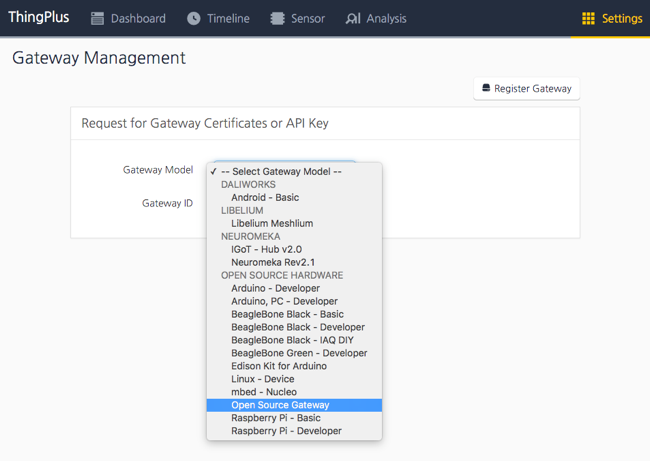 ThingPlus Dashboard Timeline Sensor Analysis Settings
Gateway Management
Register Gateway
Request for Gateway Certificates or API Key
Gateway Model
✓ -- Select Gateway Model --
DALIWORKS
Android - Basic
Gateway ID
LIBELIUM
Libelium Meshlium
NEUROMEKA
IGoT - Hub v2.0
Neuromeka Rev2.1
OPEN SOURCE HARDWARE
Arduino - Developer
Arduino, PC - Developer
BeagleBone Black - Basic
BeagleBone Black - Developer
BeagleBone Black - IAQ DIY
BeagleBone Green - Developer
Edison Kit for Arduino
Linux - Device
mbed - Nucleo
Open Source Gateway
Raspberry Pi - Basic
Raspberry Pi - Developer